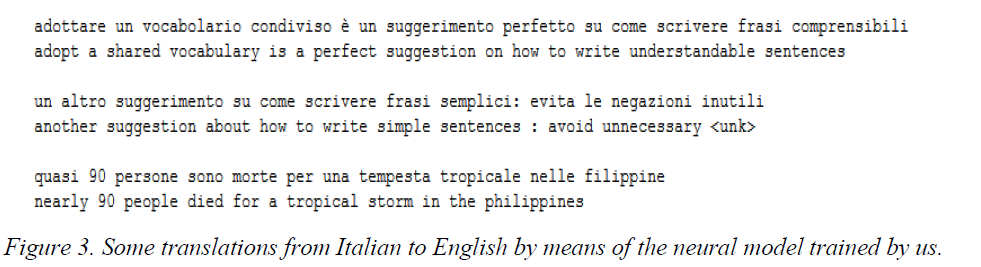 adottare un vocabolario condiviso è un suggerimento perfetto su come scrivere frasi comprensibili
adopt a shared vocabulary is a perfect suggestion on how to write understandable sentences
un altro suggerimento su come scrivere frasi semplici: evita le negazioni inutili
another suggestion about how to write simple sentences : avoid unnecessary <unk>
quasi 90 persone sono morte per una tempesta tropicale nelle filippine
nearly 90 people died for a tropical storm in the philippines
Figure 3. Some translations from Italian to English by means of the neural model trained by us.